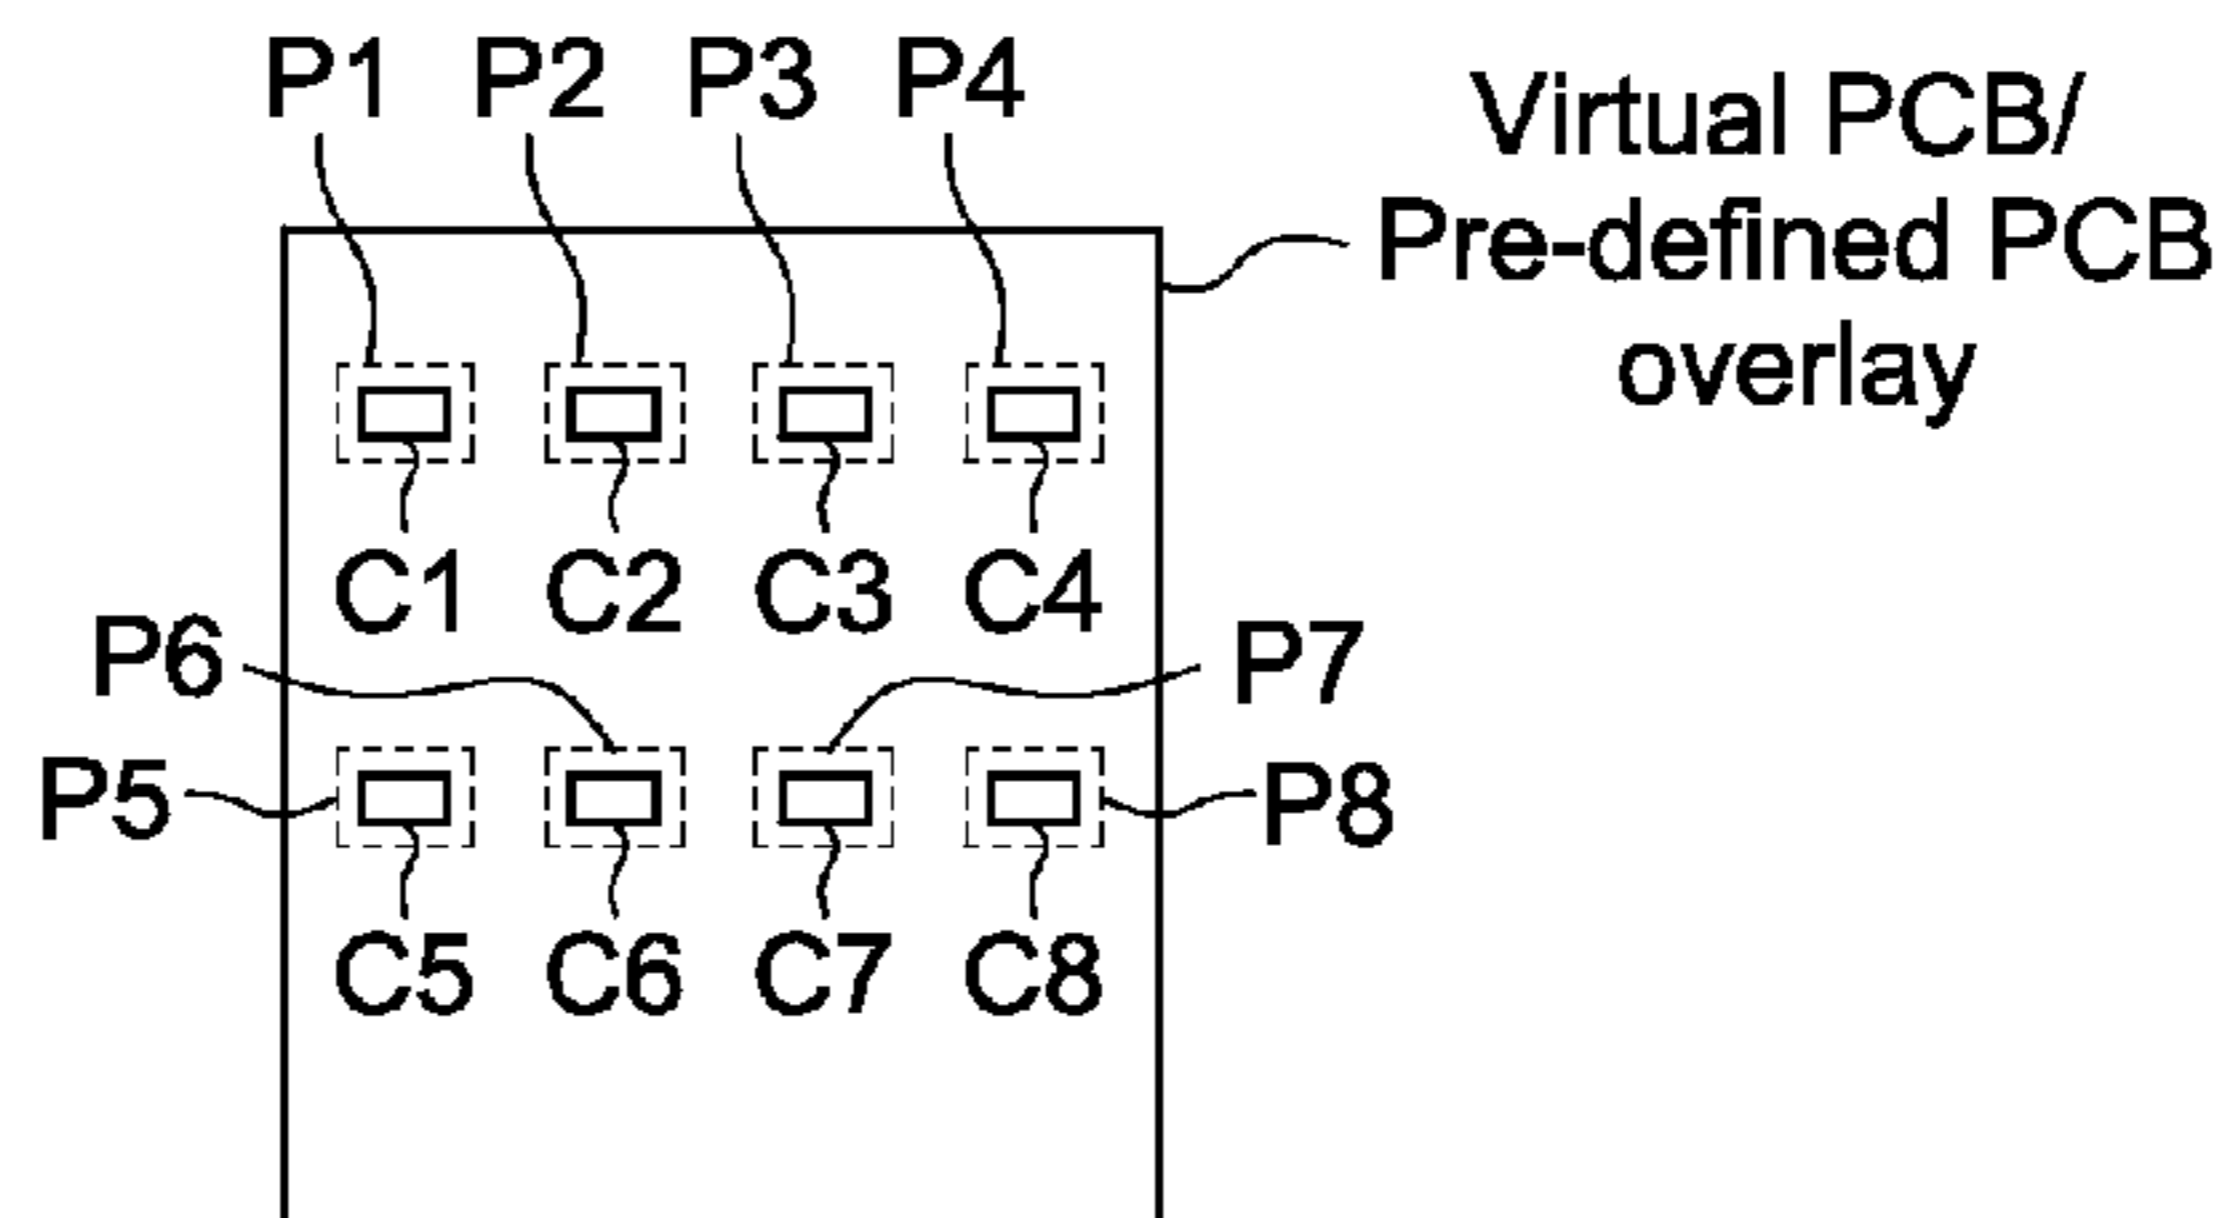 P1 P2 P3 P4
Virtual PCB/
Pre-defined PCB
overlay
C1 C2 C3 C4
P6 P7
P5 P8
C5 C6 C7 C8